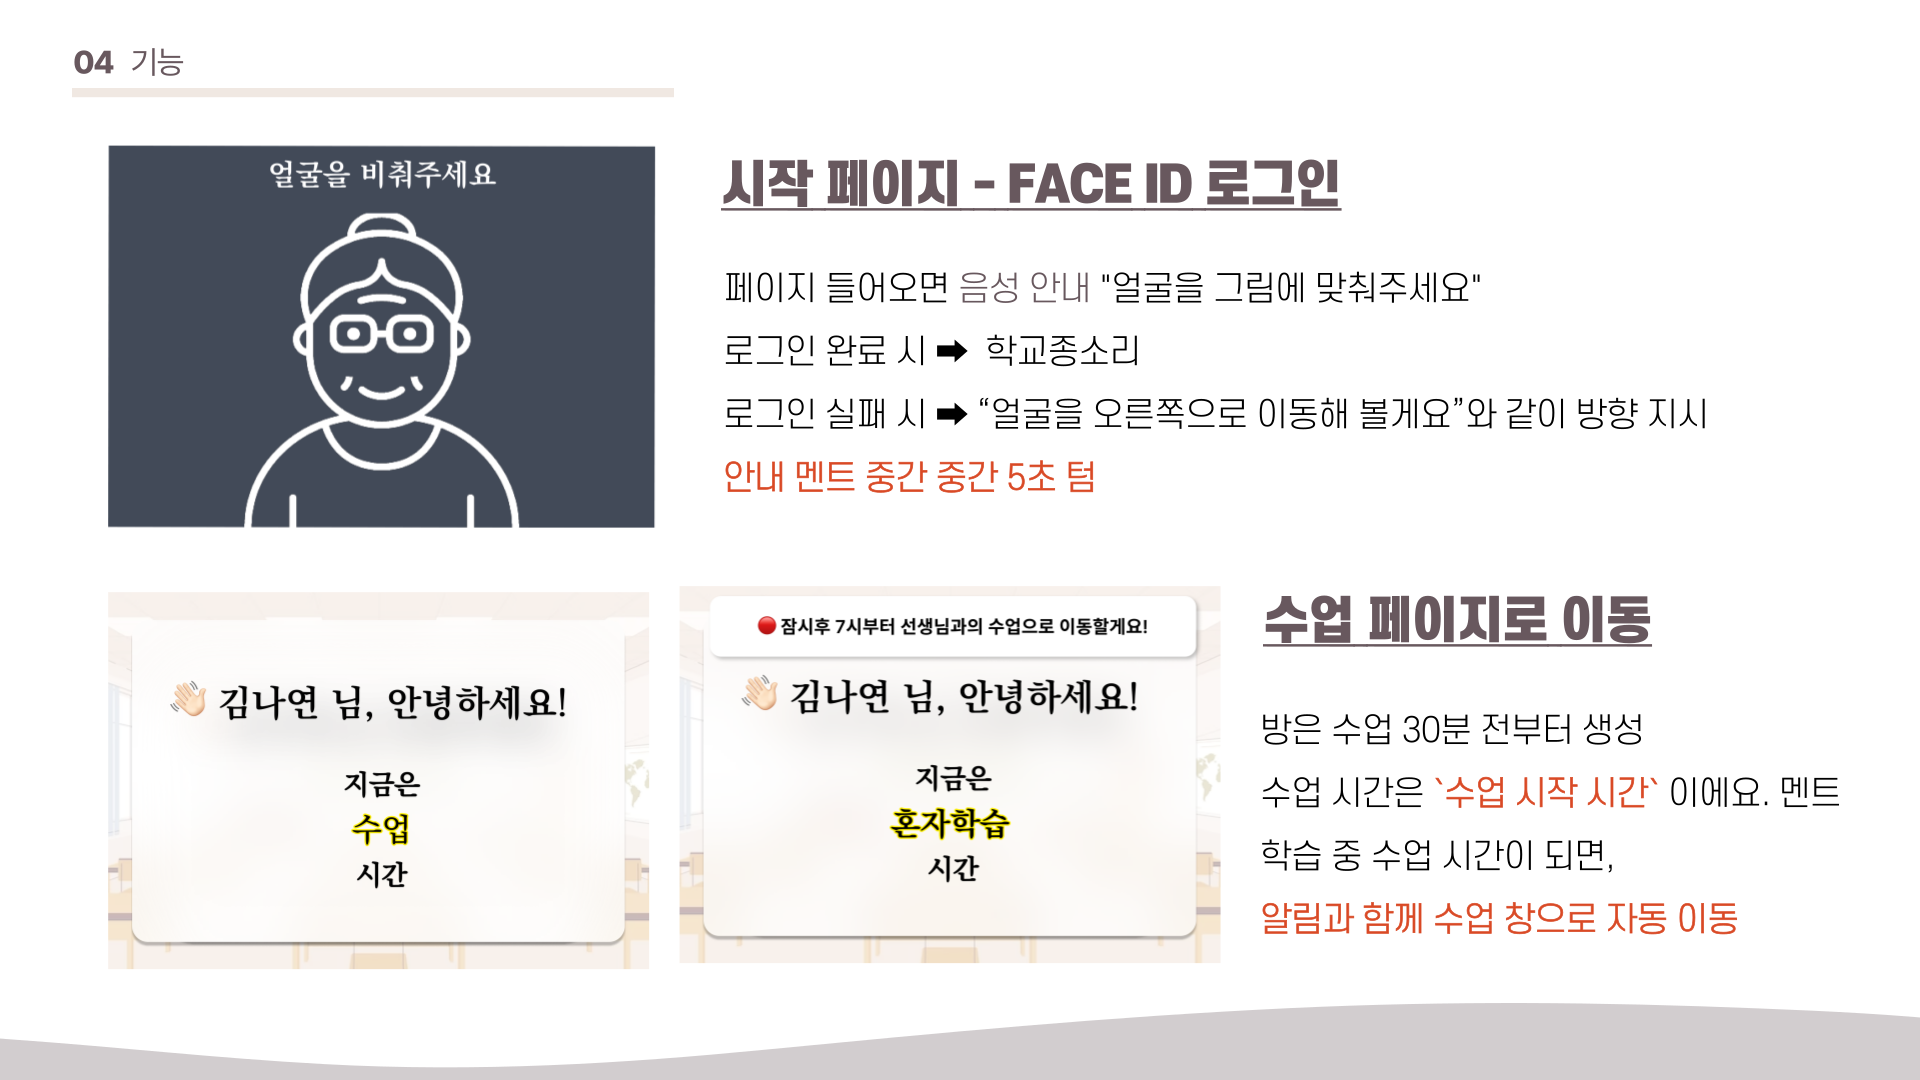 04 기능
얼굴을 비춰주세요
시작 페이지 - FACE ID 로그인
페이지 들어오면 음성 안내 "얼굴을 그림에 맞춰주세요"
로그인 완료 시 ➡ 학교종소리
로그인 실패 시 ➡ “얼굴을 오른쪽으로 이동해 볼게요”와 같이 방향 지시
안내 멘트 중간 중간 5초 텀
👋🏻 김나연 님, 안녕하세요!
지금은
수업
시간
🔴 잠시후 7시부터 선생님과의 수업으로 이동할게요!
👋🏻 김나연 님, 안녕하세요!
지금은
혼자학습
시간
수업 페이지로 이동
방은 수업 30분 전부터 생성
수업 시간은 `수업 시작 시간` 이에요. 멘트
학습 중 수업 시간이 되면,
알림과 함께 수업 창으로 자동 이동